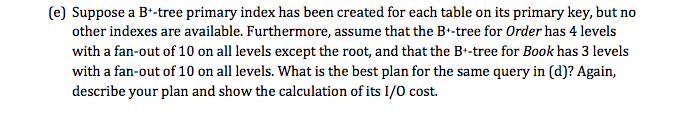 (e) Suppose a B⁺-tree primary index has been created for each table on its primary key, but no
other indexes are available. Furthermore, assume that the B⁺-tree for Order has 4 levels
with a fan-out of 10 on all levels except the root, and that the B⁺-tree for Book has 3 levels
with a fan-out of 10 on all levels. What is the best plan for the same query in (d)? Again,
describe your plan and show the calculation of its I/O cost.